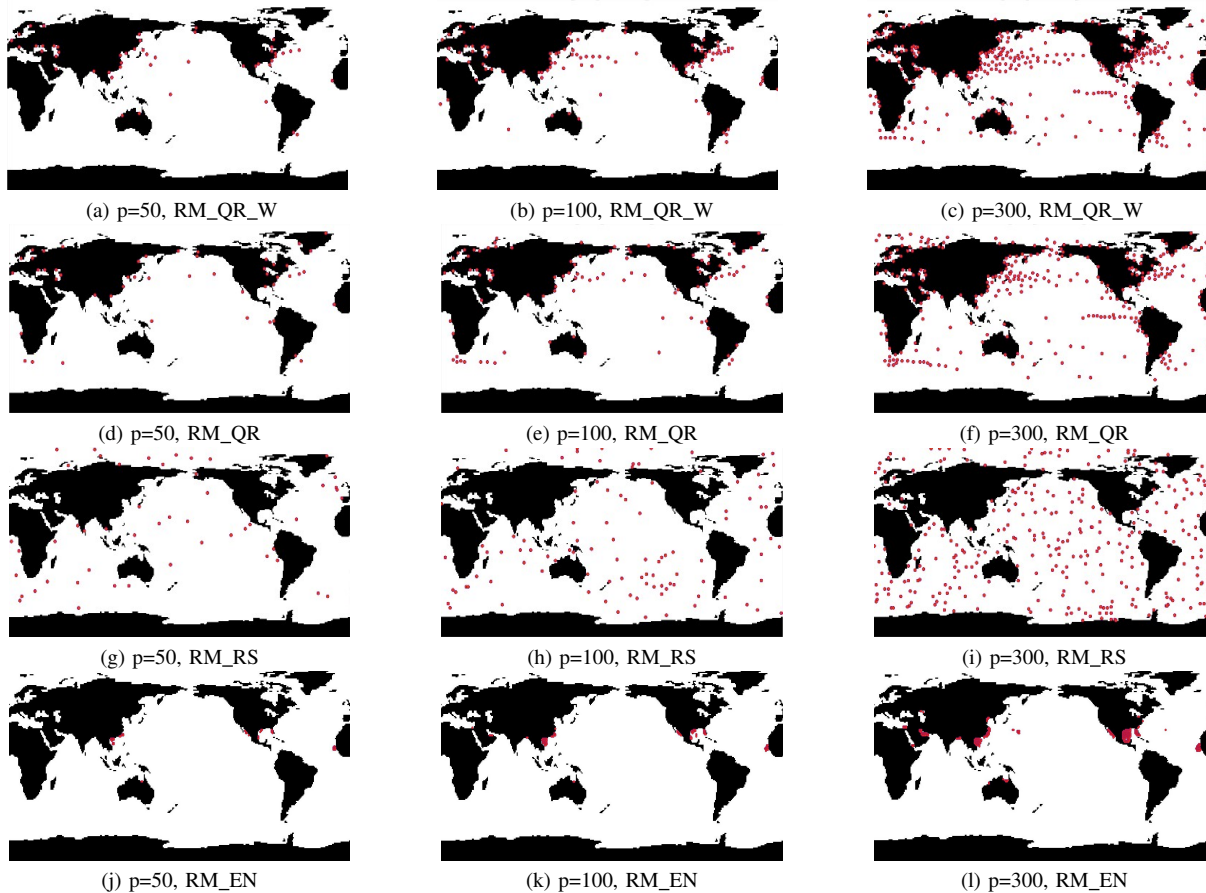 (a) p=50, RM_QR_W
(b) p=100, RM_QR_W
(c) p=300, RM_QR_W
(d) p=50, RM_QR
(e) p=100, RM_QR
(f) p=300, RM_QR
(g) p=50, RM_RS
(h) p=100, RM_RS
(i) p=300, RM_RS
(j) p=50, RM_EN
(k) p=100, RM_EN
(l) p=300, RM_EN